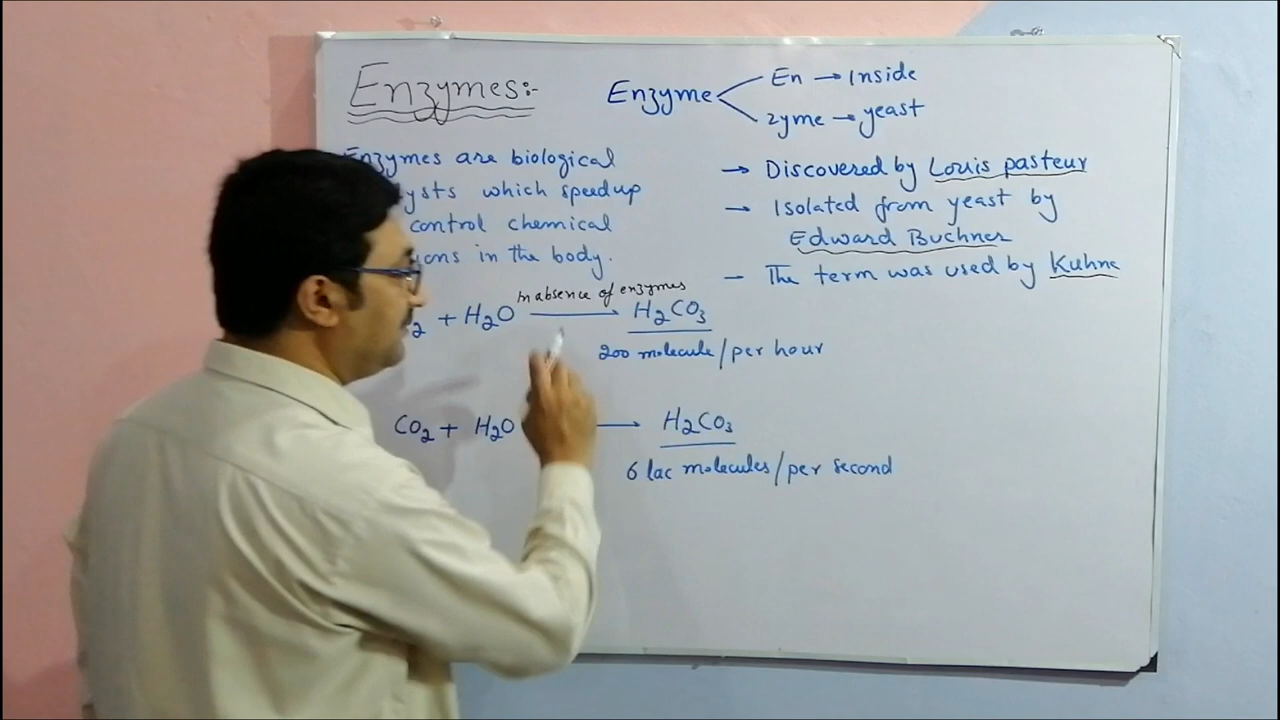 Enzymes:-
Enzymes are biological
lysts which speedup
control chemical
ions in the body.
2 + H2O in absence of enzymes → H2CO3
200 molecule/per hour
CO2 + H2O → H2CO3
6 lac molecules/per second
Enzyme
En → Inside
zyme → yeast
→ Discovered by Louis pasteur
→ Isolated from yeast by
Edward Buchner
– The term was used by Kuhne